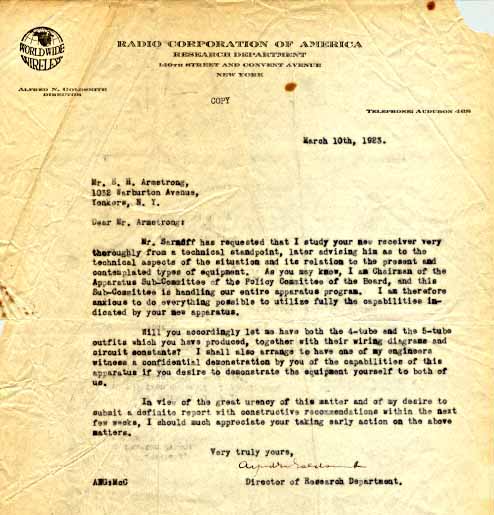 WORLDWIDE
WIRELESS
RADIO CORPORATION OF AMERICA
RESEARCH DEPARTMENT
140TH STREET AND CONVENT AVENUE
NEW YORK
ALFRED N. GOLDSMITH
DIRECTOR
COPY
TELEPHONE: AUDUBON 468
March 10th, 1923.
Mr. E. H. Armstrong,
1032 Warburton Avenue,
Yonkers, N. Y.
Dear Mr. Armstrong:
Mr. Sarnoff has requested that I study your new receiver very
thoroughly from a technical standpoint, later advising him as to the
technical aspects of the situation and its relation to the present and
contemplated types of equipment. As you may know, I am Chairman of the
Apparatus Sub-Committee of the Policy Committee of the Board, and this
Sub-Committee is handling our entire apparatus program. I am therefore
anxious to do everything possible to utilize fully the capabilities in-
dicated by your new apparatus.
Will you accordingly let me have both the 4-tube and the 5-tube
outfits which you have produced, together with their wiring diagrams and
circuit constants? I shall also arrange to have one of my engineers
witness a confidential demonstration by you of the capabilities of this
apparatus if you desire to demonstrate the equipment yourself to both of
us.
In view of the great urency of this matter and of my desire to
submit a definite report with constructive recommendations within the next
few weeks, I should much appreciate your taking early action on the above
matters.
Very truly yours,
Alfred N. Goldsmith
ANG:McG
Director of Research Department.